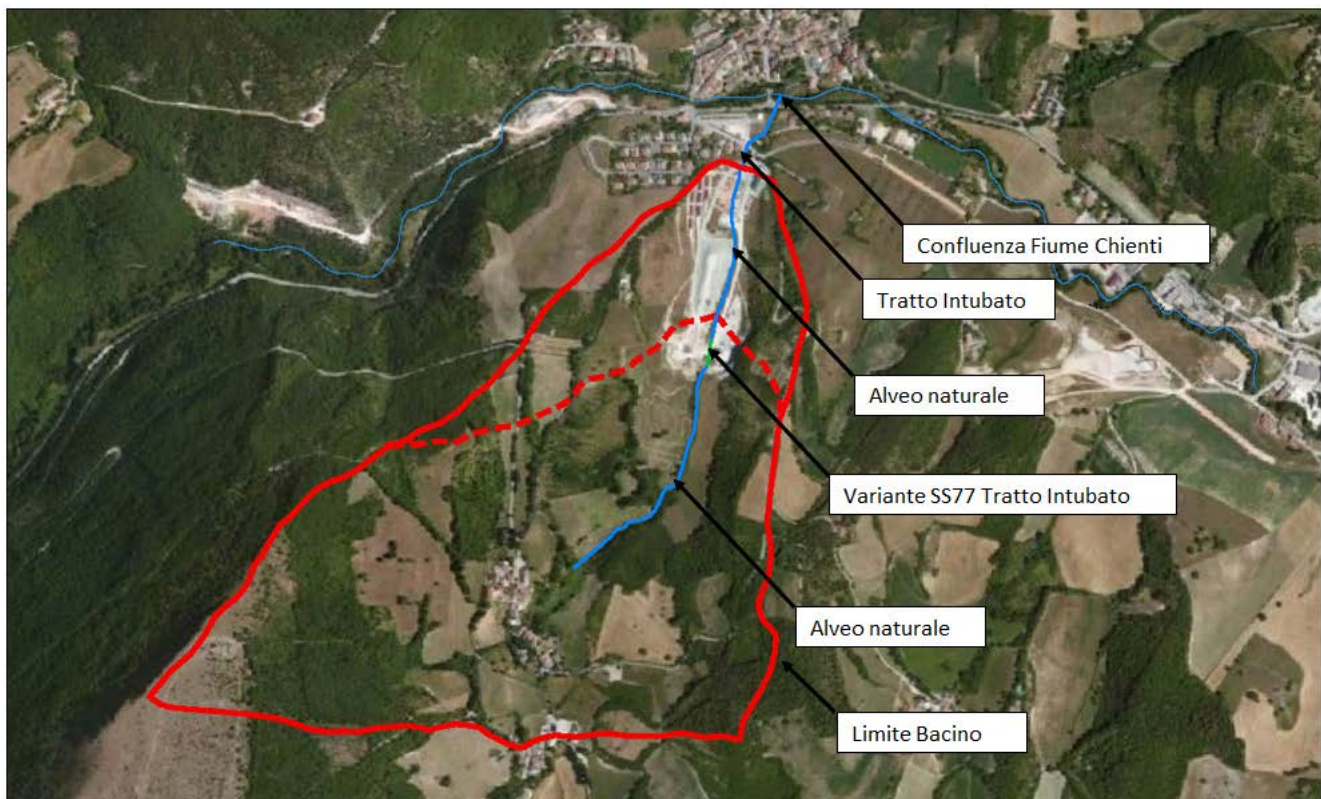 Confluenza Fiume Chienti
Tratto Intubato
Alveo naturale
Variante SS77 Tratto Intubato
Alveo naturale
Limite Bacino